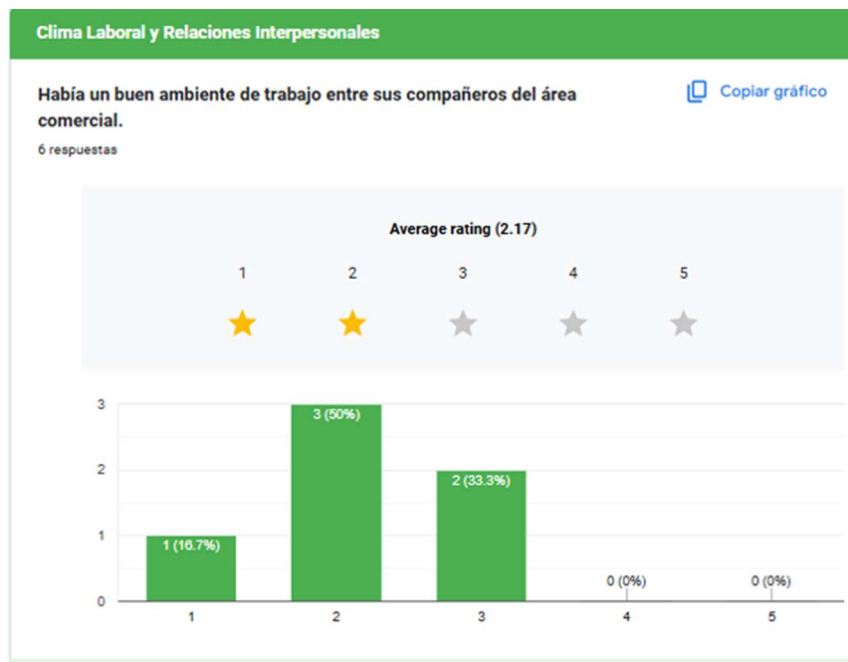 Clima Laboral y Relaciones Interpersonales
Había un buen ambiente de trabajo entre sus compañeros del área
comercial.
Copiar gráfico
6 respuestas
Average rating (2.17)
1 2 3 4 5
3
2
1
0
1 (16.7%)
3 (50%)
2 (33.3%)
0 (0%)
0 (0%)
1 2 3 4 5